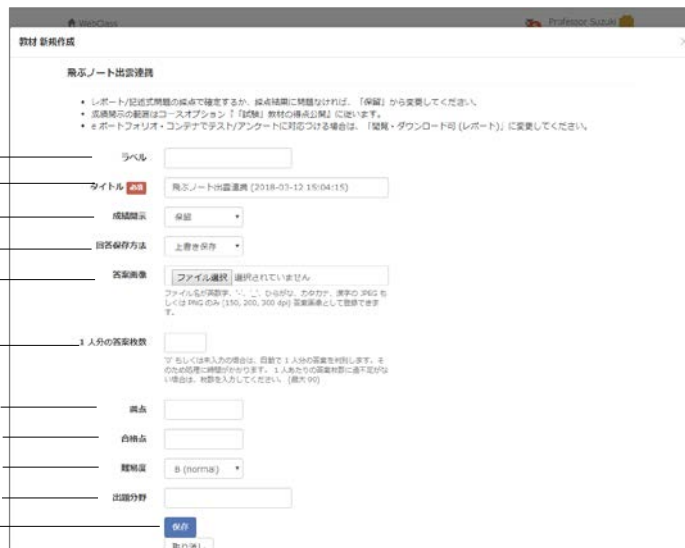 WebClass
Professor Suzuki
教材 新規作成
飛ぶノート出雲連携
• レポート/記述式問題の採点で確定するか、採点結果に問題なければ、「保留」から変更してください。
• 成績開示の範囲はコースオプション『「試験」教材の得点公開』に従います。
• e ポートフォリオ・コンテナでテスト/アンケートに対応づける場合は、「閲覧・ダウンロード可 (レポート)」に変更してください。
ラベル
タイトル 必須 飛ぶノート出雲連携 (2018-03-12 15:04:15)
成績開示 保留
回答保存方法 上書き保存
答案画像 ファイル選択 選択されていません
ファイル名が英数字、'-'、'_'、ひらがな、カタカナ、漢字の JPEG も
しくは PNG のみ (150, 200, 300 dpi) 答案画像として登録できま
す。
1 人分の答案枚数
'0' もしくは未入力の場合は、自動で 1 人分の答案を判別します。そ
のため処理に時間がかかります。 1 人あたりの答案枚数に過不足がな
い場合は、枚数を入力してください。 (最大 99)
満点
合格点
難易度 B (normal)
出題分野
保存
取り消し